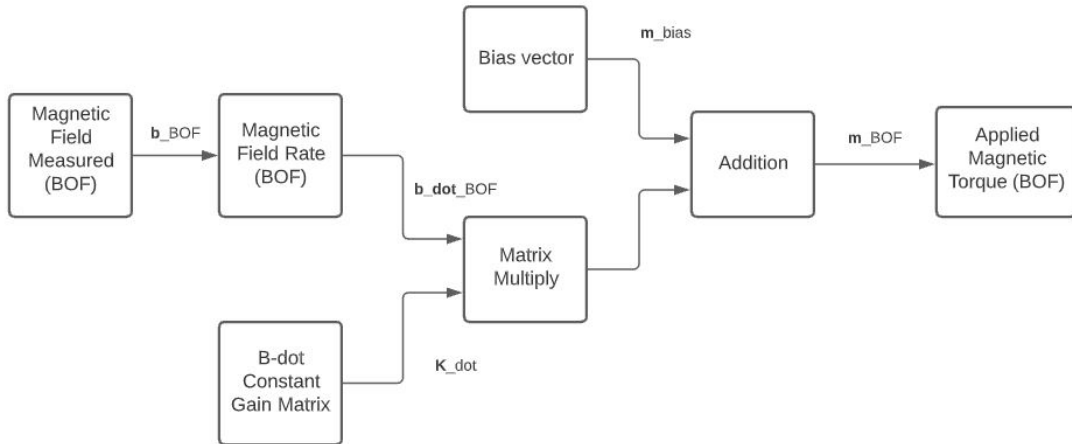 Magnetic
Field
Measured
(BOF)
b_BOF
Magnetic
Field Rate
(BOF)
b_dot_BOF
B-dot
Constant
Gain Matrix
K_dot
Matrix
Multiply
Bias vector
m_bias
Addition
m_BOF
Applied
Magnetic
Torque (BOF)